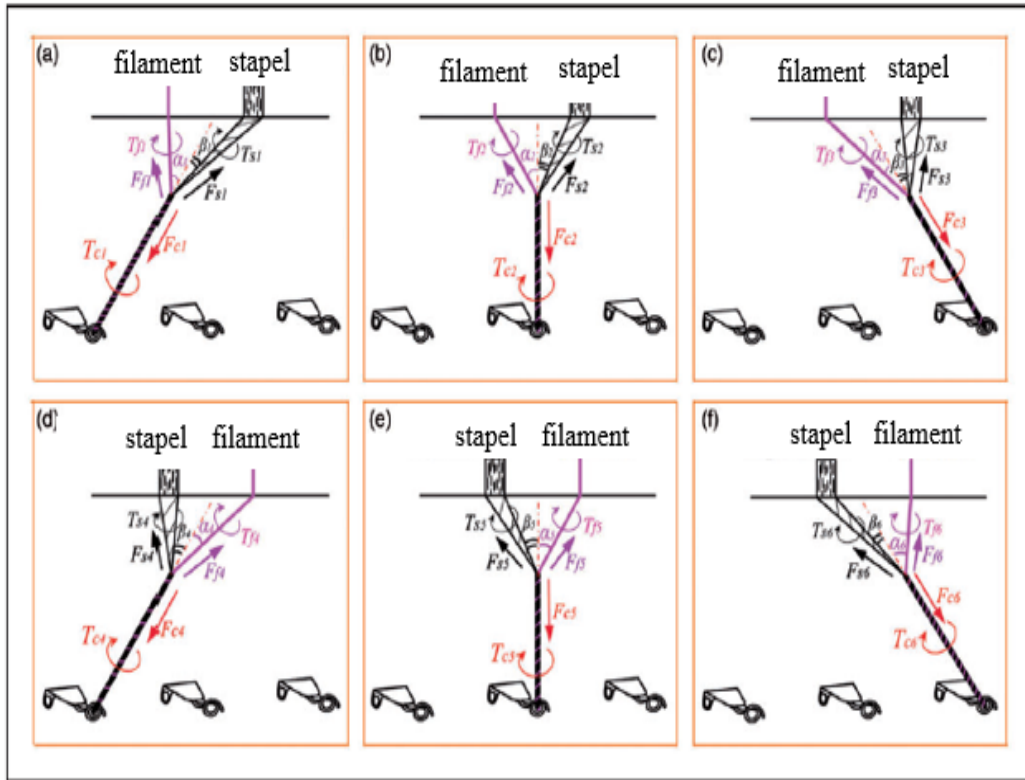 (a) filament stapel
Tf1 α1 β1 Ts1
Ff1 Fs1
Tc1 Fc1
(b) filament stapel
Tf2 α2 β2 Ts2
Ff2 Fs2
Fc2
Tc2
(c) filament stapel
Tf3 α3 β3 Ts3
Ff3 Fs3
Fc3
Tc3
(d) stapel filament
Ts4 β4 α4 Tf4
Fs4 Ff4
Tc4 Fc4
(e) stapel filament
Ts5 β5 α5 Tf5
Fs5 Ff5
Fc5
Tc5
(f) stapel filament
Ts6 β6 α6 Tf6
Fs6 Ff6
Fc6
Tc6